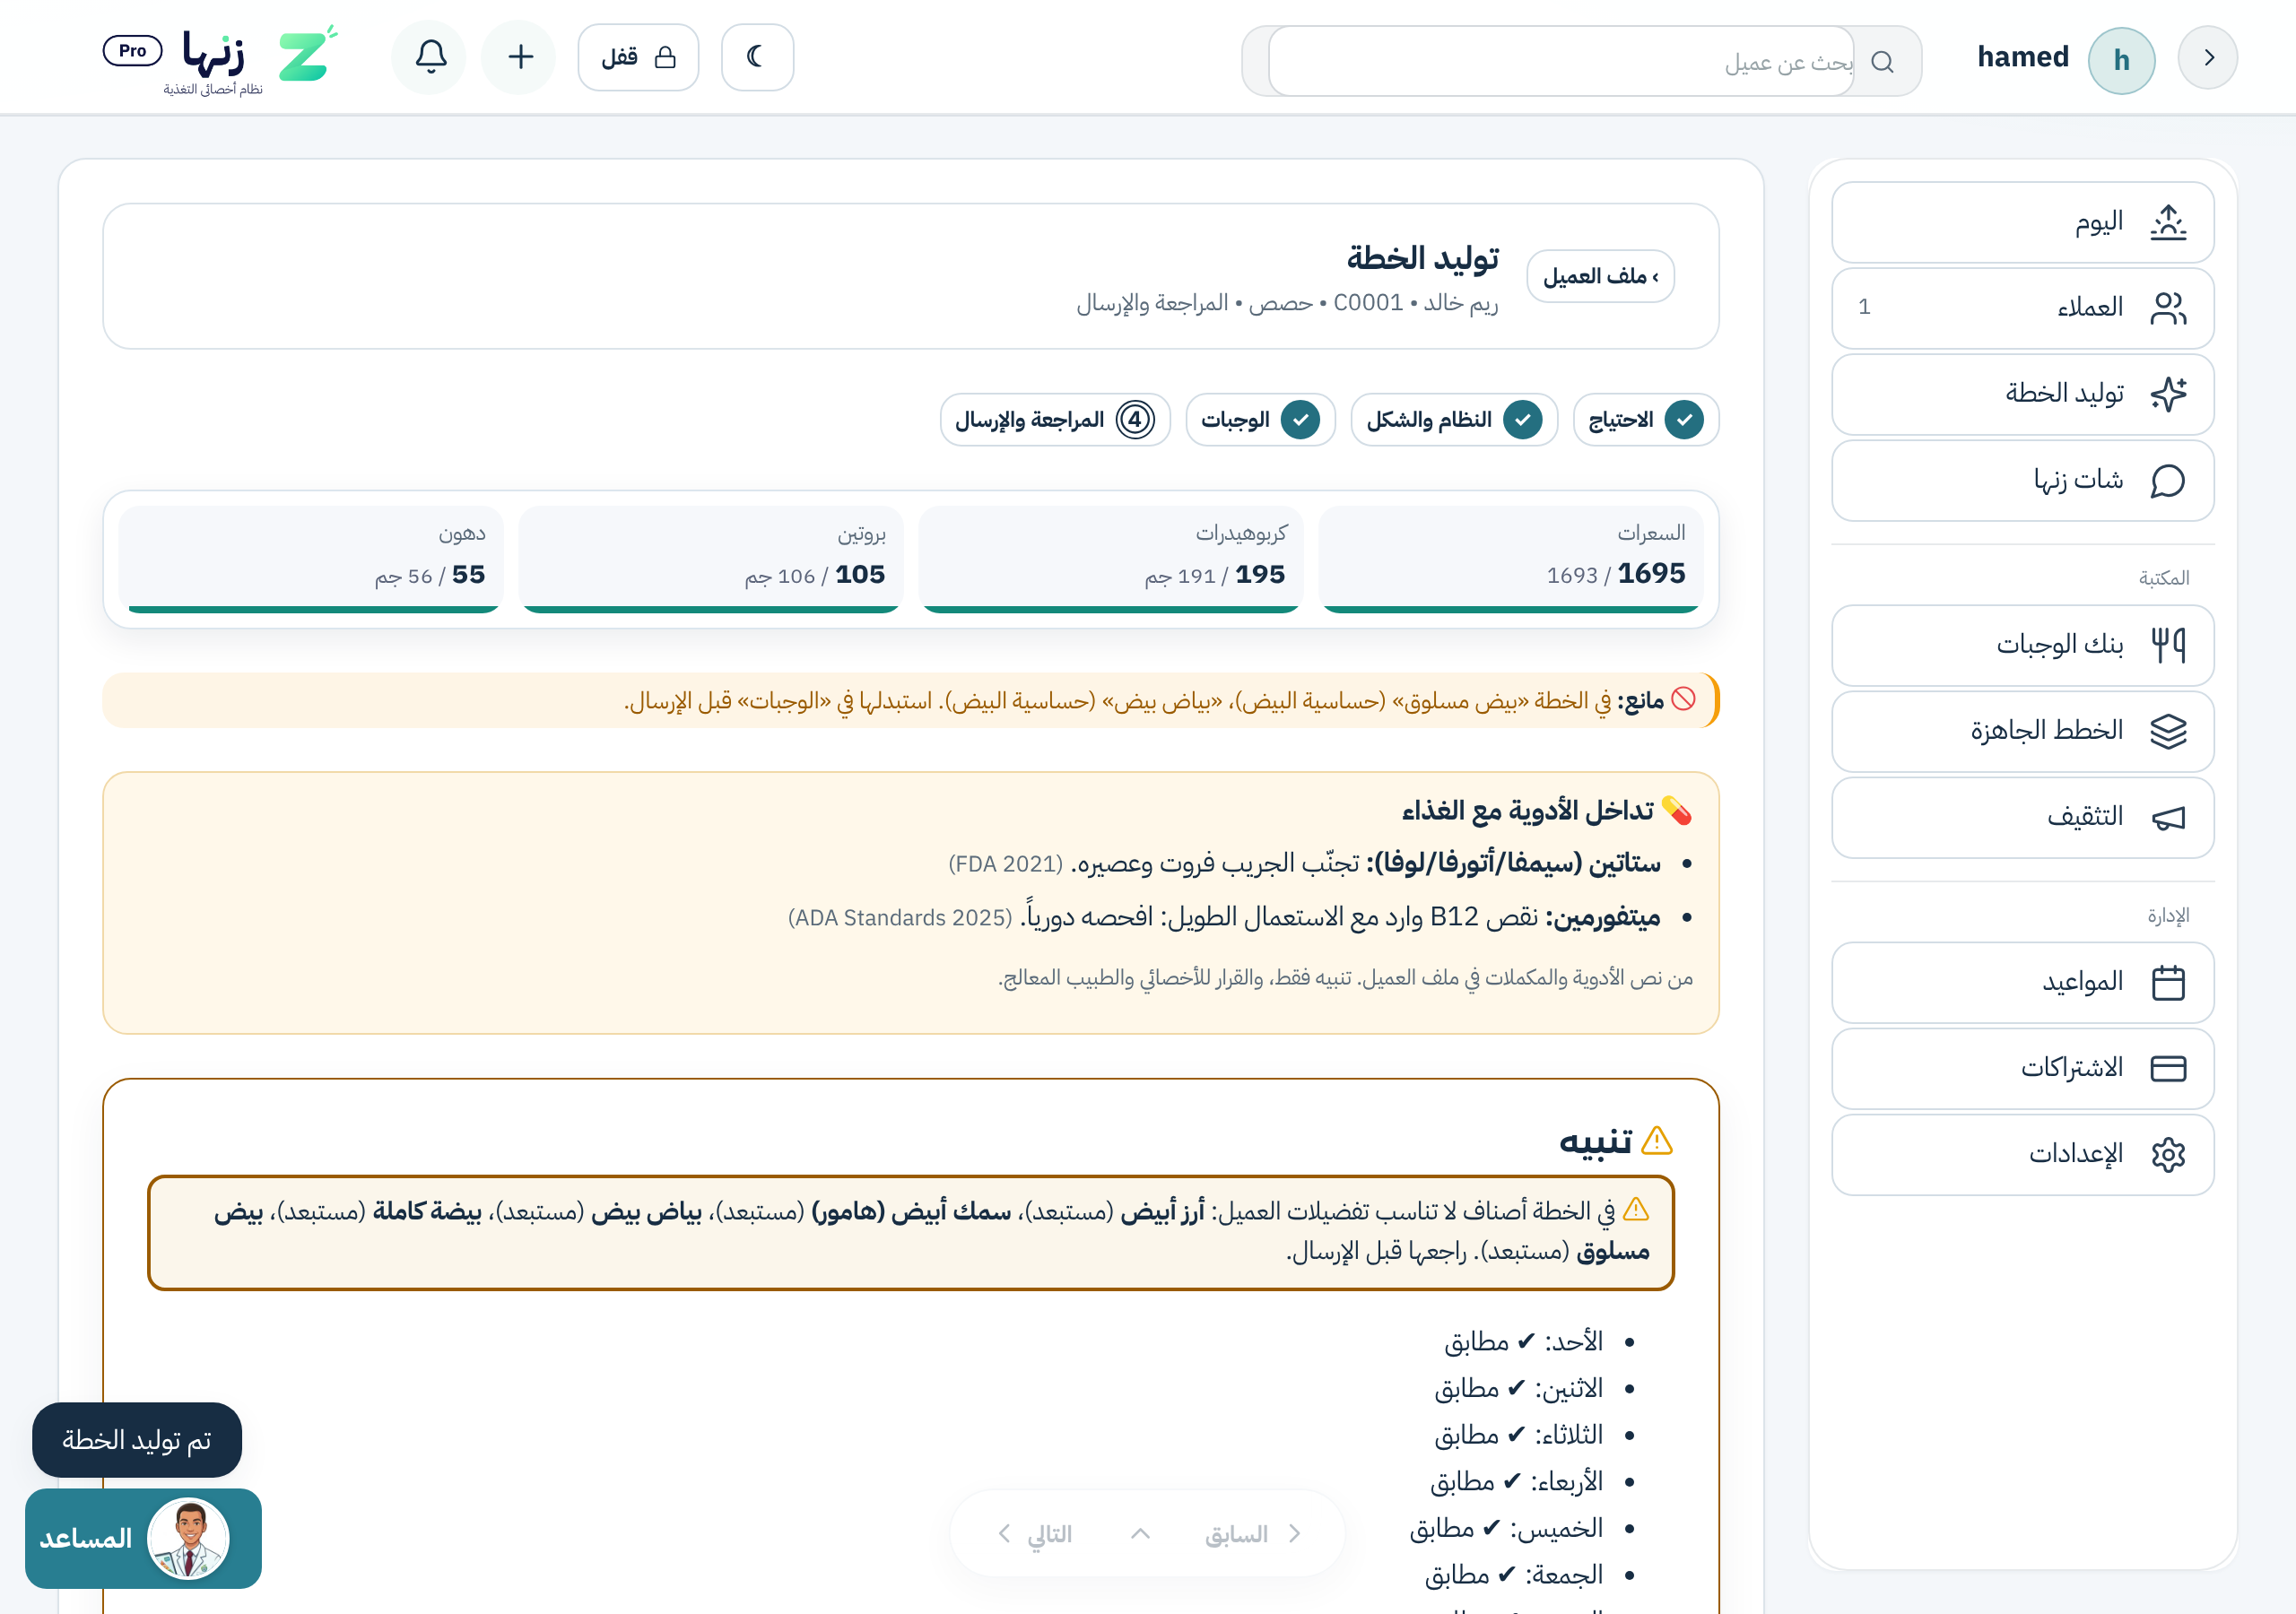 hamed
h
بحث عن عميل
قفل
زنها
Pro
نظام أخصائى التغذية
اليوم
العملاء
1
توليد الخطة
شات زنها
المكتبة
بنك الوجبات
الخطط الجاهزة
التثقيف
الإدارة
المواعيد
الاشتراكات
الإعدادات
‹ ملف العميل
توليد الخطة
ريم خالد • C0001 • حصص • المراجعة والإرسال
الاحتياج
النظام والشكل
الوجبات
4 المراجعة والإرسال
السعرات
1695 / 1693
كربوهيدرات
195 / 191 جم
بروتين
105 / 106 جم
دهون
55 / 56 جم
🚫 مانع: في الخطة «بيض مسلوق» (حساسية البيض)، «بياض بيض» (حساسية البيض). استبدلها في «الوجبات» قبل الإرسال.
💊 تداخل الأدوية مع الغذاء
• ستاتين (سيمفا/أتورفا/لوفا): تجنّب الجريب فروت وعصيره. (FDA 2021)
• ميتفورمين: نقص B12 وارد مع الاستعمال الطويل: افحصه دورياً. (ADA Standards 2025)
من نص الأدوية والمكملات في ملف العميل. تنبيه فقط، والقرار للأخصائي والطبيب المعالج.
تنبيه
في الخطة أصناف لا تناسب تفضيلات العميل: أرز أبيض (مستبعد)، سمك أبيض (هامور) (مستبعد)، بياض بيض (مستبعد)، بيضة كاملة (مستبعد)، بيض
مسلوق (مستبعد). راجعها قبل الإرسال.
• الأحد: ✔ مطابق
• الاثنين: ✔ مطابق
• الثلاثاء: ✔ مطابق
• الأربعاء: ✔ مطابق
• الخميس: ✔ مطابق
• الجمعة: ✔ مطابق
السابق
التالي
تم توليد الخطة
المساعد